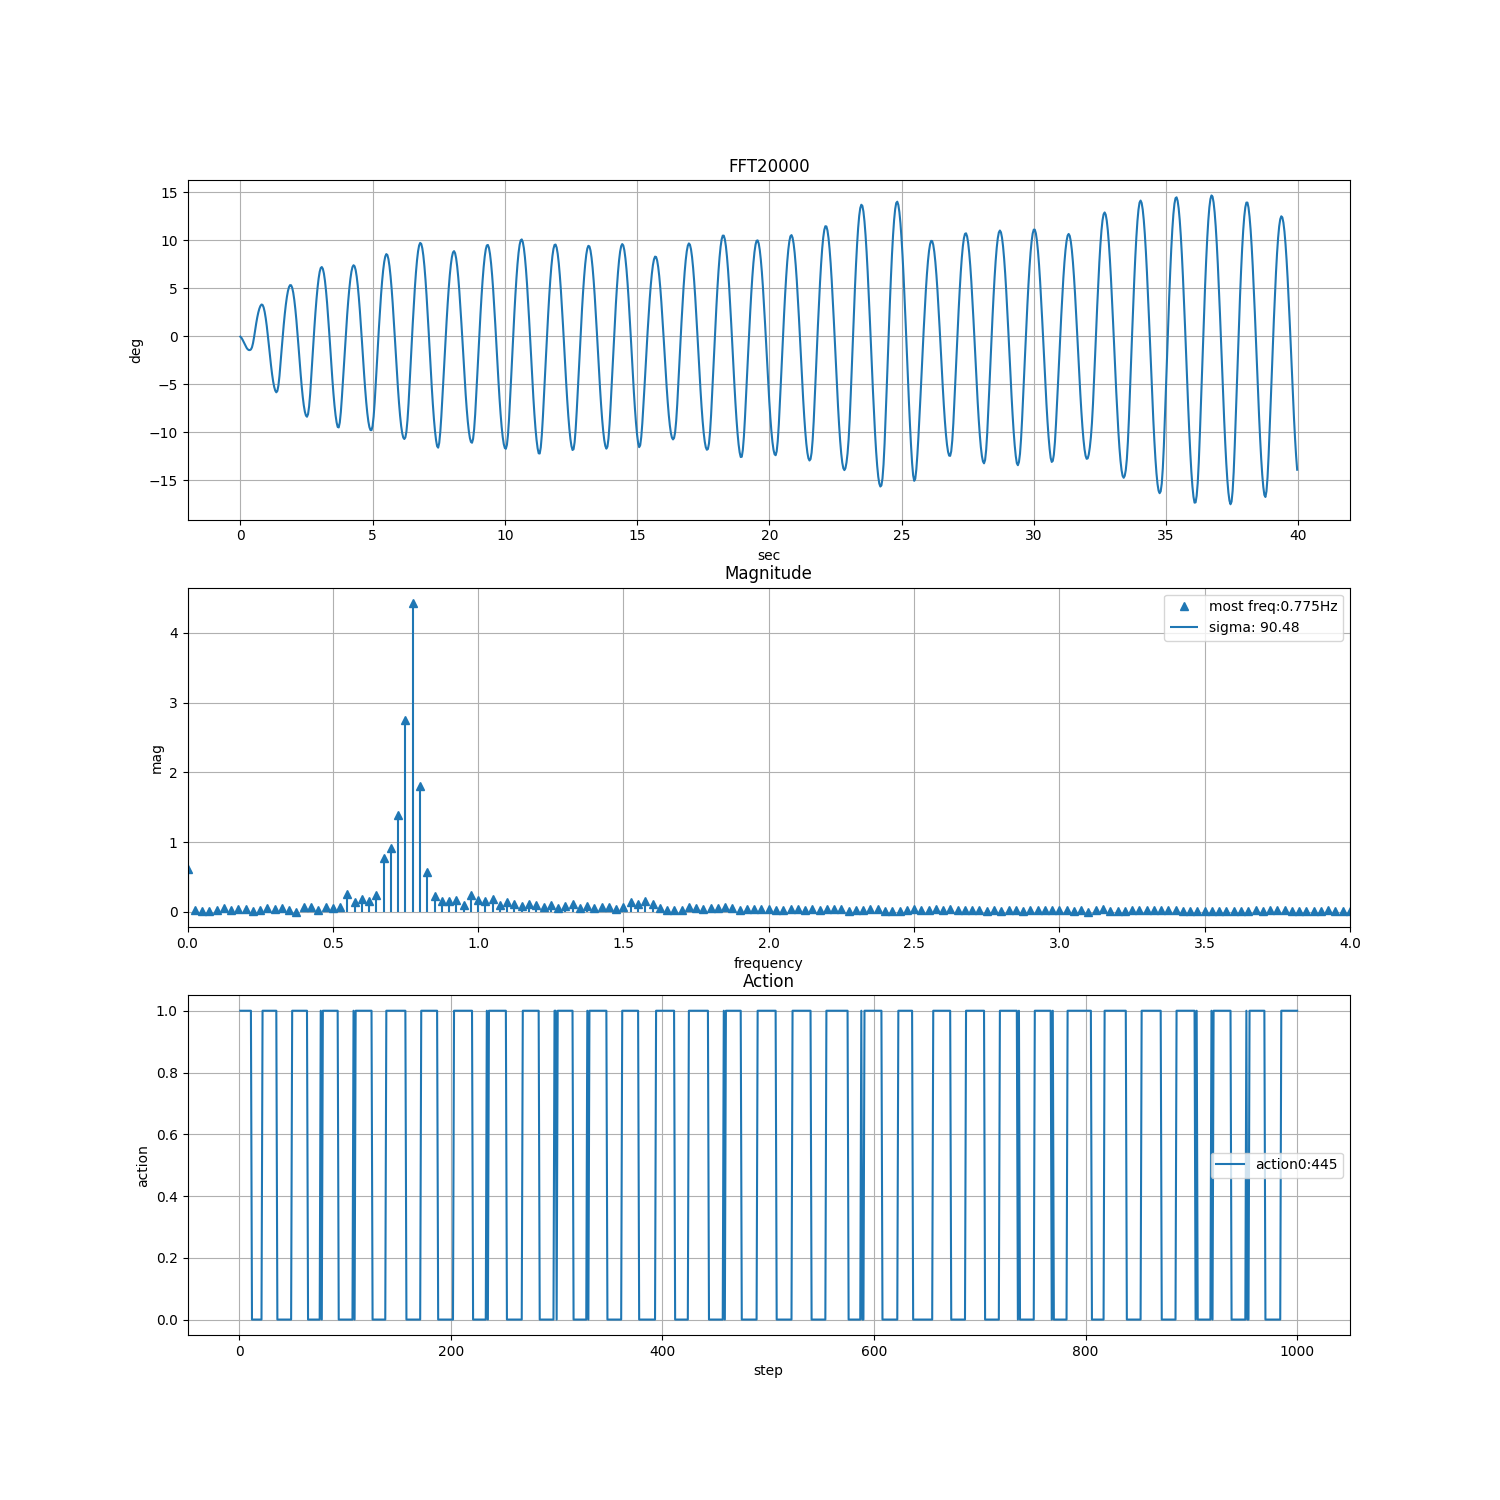 FFT20000
15
10
5
0
−5
−10
−15
deg
0 5 10 15 20 25 30 35 40
sec
Magnitude
4
3
2
1
0
mag
most freq:0.775Hz
sigma: 90.48
0.0 0.5 1.0 1.5 2.0 2.5 3.0 3.5 4.0
frequency
Action
1.0
0.8
0.6
0.4
0.2
0.0
action
action0:445
0 200 400 600 800 1000
step